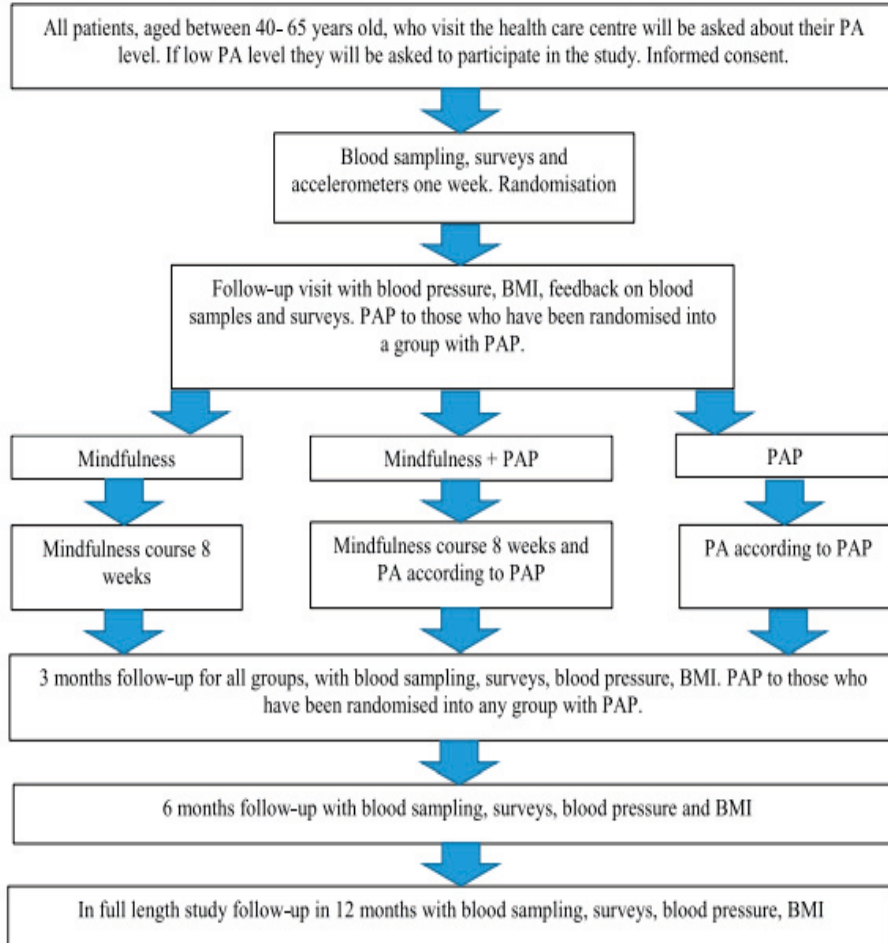 All patients, aged between 40- 65 years old, who visit the health care centre will be asked about their PA
level. If low PA level they will be asked to participate in the study. Informed consent.
Blood sampling, surveys and
accelerometers one week. Randomisation
Follow-up visit with blood pressure, BMI, feedback on blood
samples and surveys. PAP to those who have been randomised into
a group with PAP.
Mindfulness
Mindfulness + PAP
PAP
Mindfulness course 8
weeks
Mindfulness course 8 weeks and
PA according to PAP
PA according to PAP
3 months follow-up for all groups, with blood sampling, surveys, blood pressure, BMI. PAP to those who
have been randomised into any group with PAP.
6 months follow-up with blood sampling, surveys, blood pressure and BMI
In full length study follow-up in 12 months with blood sampling, surveys, blood pressure, BMI